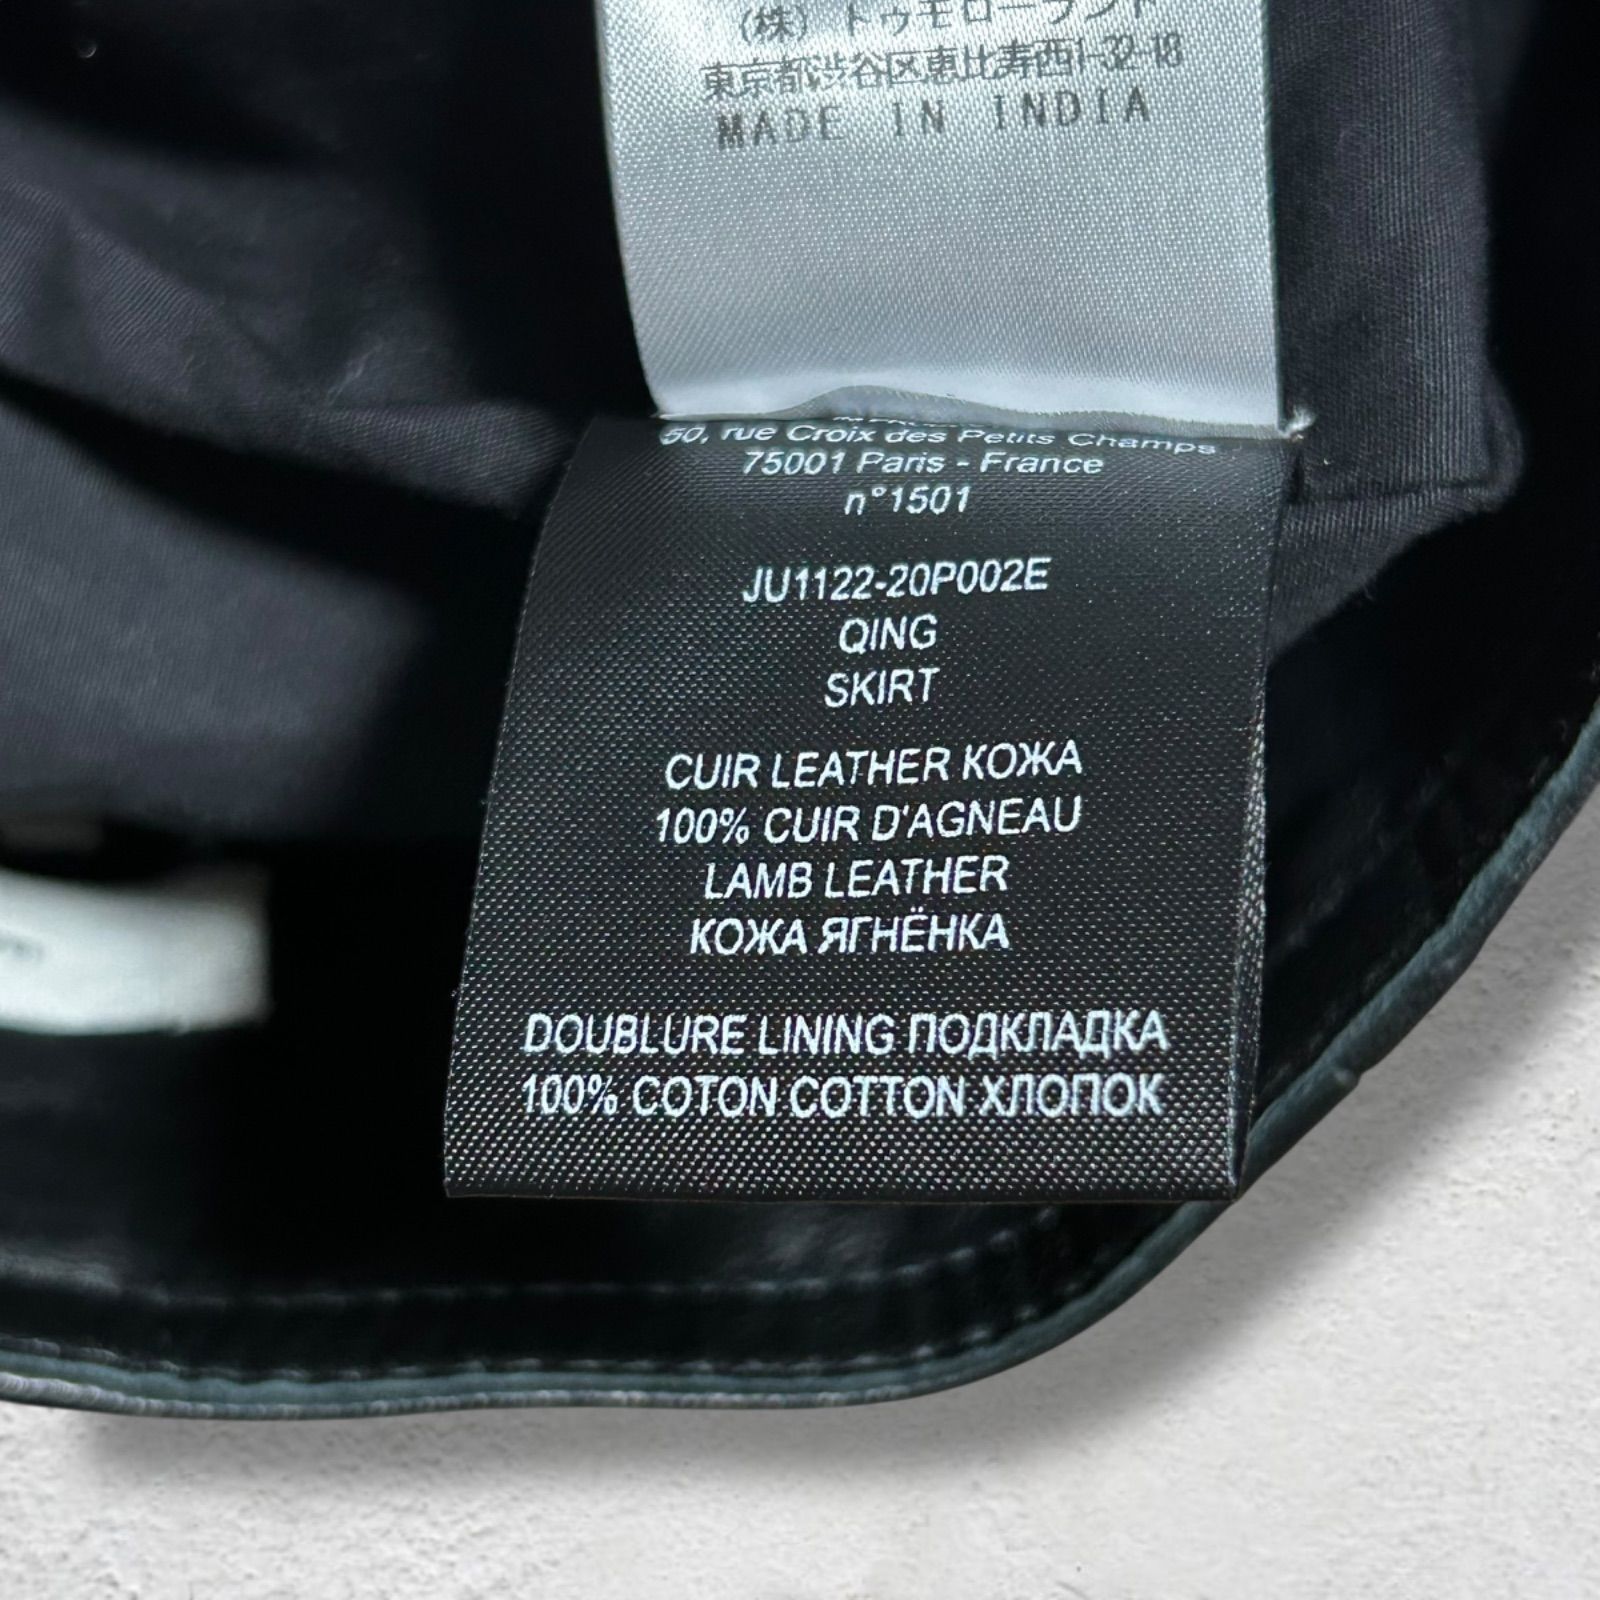 (株) トゥモローランド
東京都渋谷区恵比寿西1-32-18
MADE IN INDIA
50, rue Croix des Petits Champs
75001 Paris - France
n°1501
JU1122-20P002E
QING
SKIRT
CUIR LEATHER КОЖА
100% CUIR D'AGNEAU
LAMB LEATHER
КОЖА ЯГНЁНКА
DOUBLURE LINING ПОДКЛАДКА
100% COTON COTTON ХЛОПОК